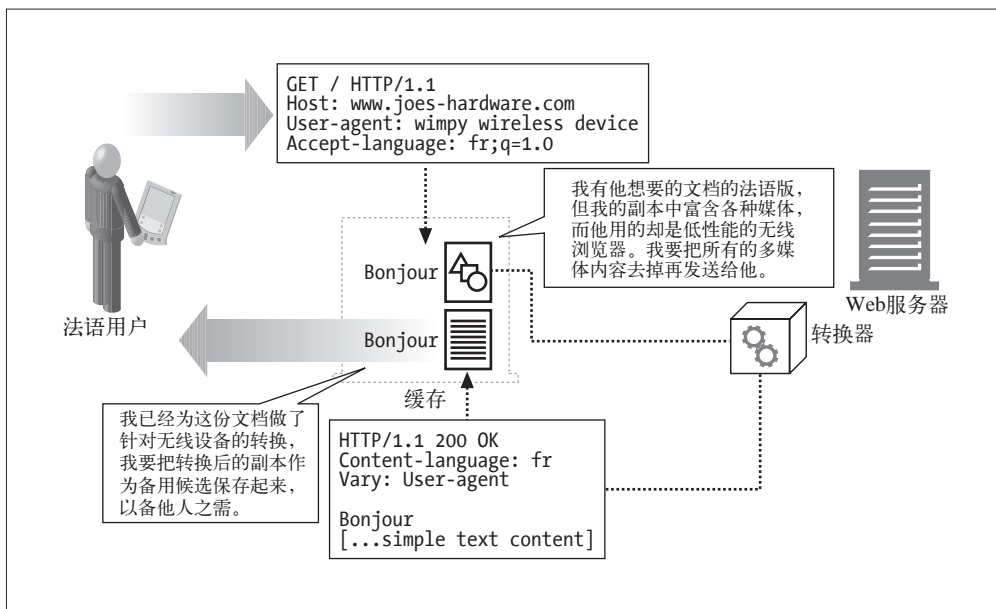 GET / HTTP/1.1
Host: www.joes-hardware.com
User-agent: wimpy wireless device
Accept-language: fr;q=1.0
我有他想要的文档的法语版，
但我的副本中富含各种媒体，
而他用的却是低性能的无线
浏览器。我要把所有的多媒
体内容去掉再发送给他。
Bonjour
Web服务器
法语用户
Bonjour
转换器
缓存
我已经为这份文档做了
针对无线设备的转换，
我要把转换后的副本作
为备用候选保存起来，
以备他人之需。
HTTP/1.1 200 OK
Content-language: fr
Vary: User-agent
Bonjour
[...simple text content]